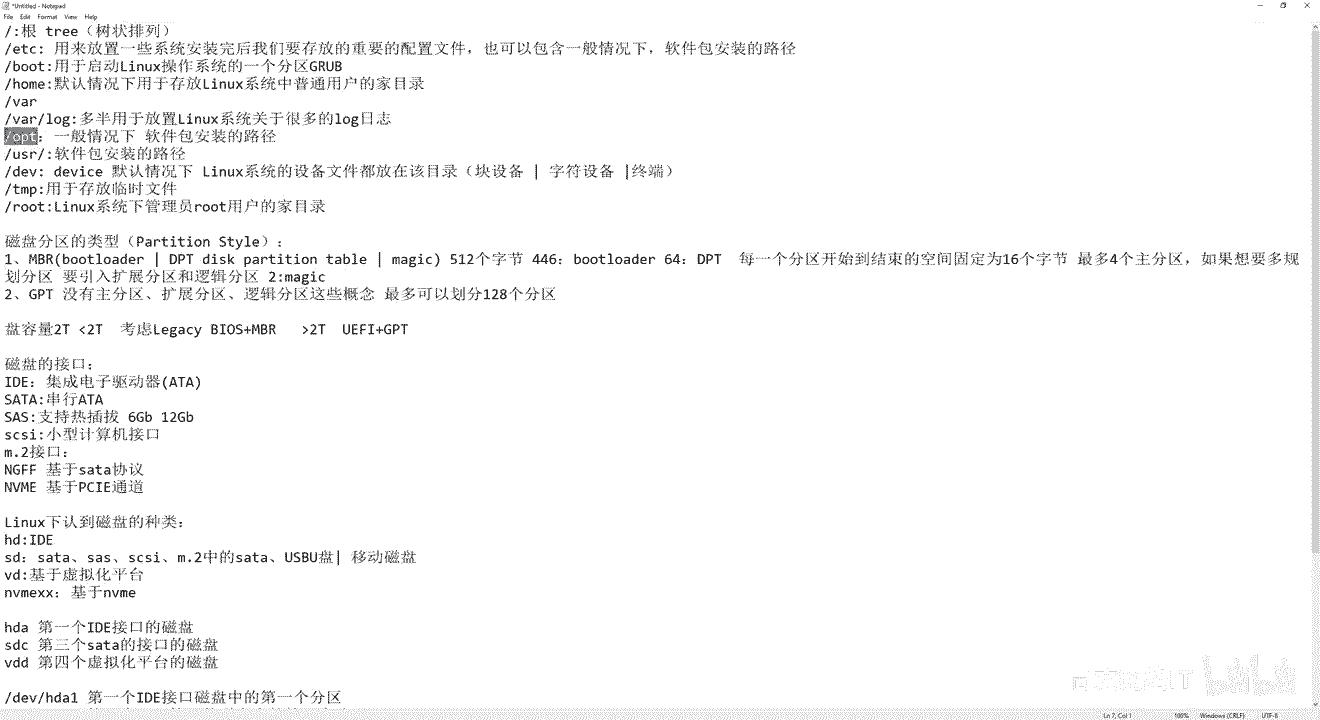 *Untitled - Notepad
File Edit Format View Help
/:根 tree（树状排列）
/etc: 用来放置一些系统安装完后我们要存放的重要的配置文件，也可以包含一般情况下，软件包安装的路径
/boot:用于启动Linux操作系统的一个分区GRUB
/home:默认情况下用于存放Linux系统中普通用户的家目录
/var
/var/log:多半用于放置Linux系统关于很多的log日志
/opt: 一般情况下 软件包安装的路径
/usr/:软件包安装的路径
/dev: device 默认情况下 Linux系统的设备文件都放在该目录（块设备 | 字符设备 |终端）
/tmp:用于存放临时文件
/root:Linux系统下管理员root用户的家目录
磁盘分区的类型（Partition Style）:
1、MBR(bootloader | DPT disk partition table | magic) 512个字节 446：bootloader 64：DPT 每一个分区开始到结束的空间固定为16个字节 最多4个主分区，如果想要多规
划分区 要引入扩展分区和逻辑分区 2:magic
2、GPT 没有主分区、扩展分区、逻辑分区这些概念 最多可以划分128个分区
盘容量2T <2T 考虑Legacy BIOS+MBR >2T UEFI+GPT
磁盘的接口:
IDE：集成电子驱动器(ATA)
SATA:串行ATA
SAS:支持热插拔 6Gb 12Gb
scsi:小型计算机接口
m.2接口:
NGFF 基于sata协议
NVME 基于PCIE通道
Linux下认到磁盘的种类:
hd:IDE
sd：sata、sas、scsi、m.2中的sata、USBU盘| 移动磁盘
vd:基于虚拟化平台
nvmexx：基于nvme
hda 第一个IDE接口的磁盘
sdc 第三个sata的接口的磁盘
vdd 第四个虚拟化平台的磁盘
/dev/hda1 第一个IDE接口磁盘中的第一个分区
Ln 7, Col 1 100% Windows (CRLF) UTF-8